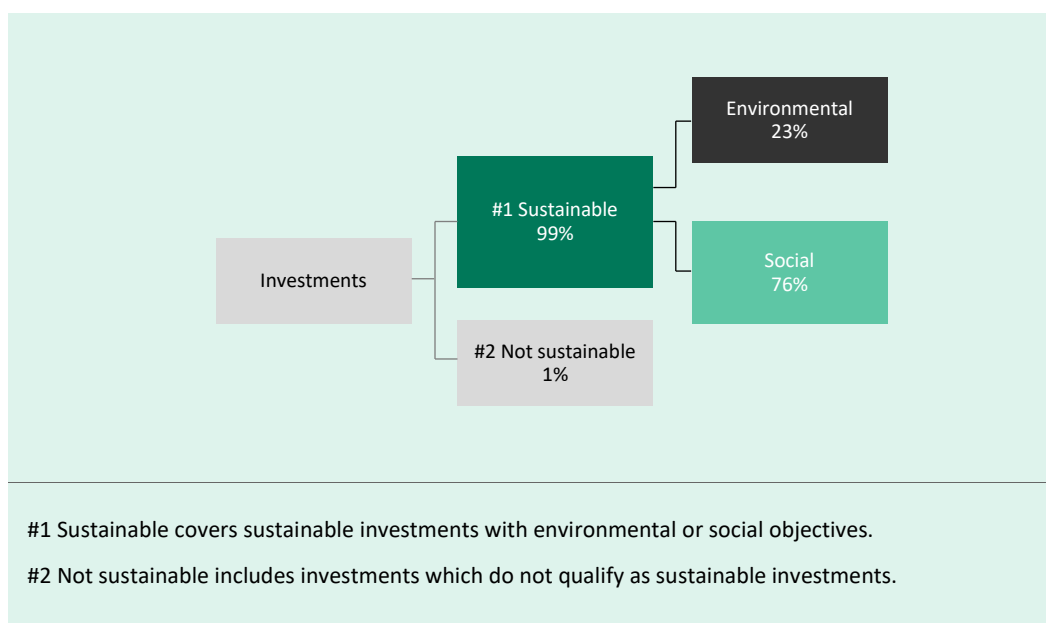 Environmental
23%
#1 Sustainable
99%
Social
76%
Investments
#2 Not sustainable
1%
#1 Sustainable covers sustainable investments with environmental or social objectives.
#2 Not sustainable includes investments which do not qualify as sustainable investments.